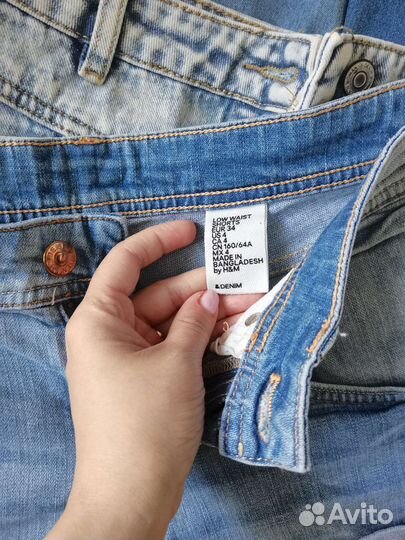 LOW WAIST
SHORTS
EUR 34
US 4
CA 4
CN 160/64A
MX 4
MADE IN
BANGLADESH
by H&M
&DENIM
Avito